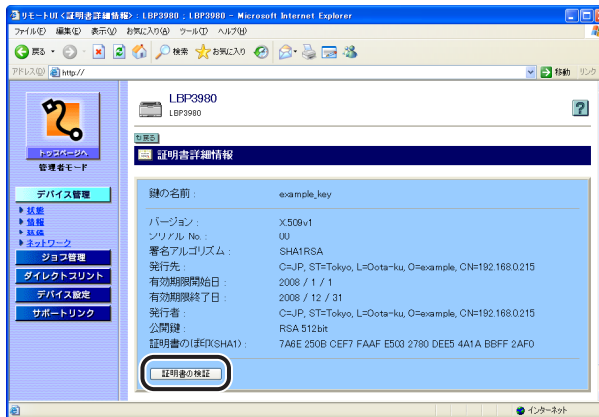 リモートUI <証明書詳細情報> : LBP3980 ; LBP3980 - Microsoft Internet Explorer
ファイル(F) 編集(E) 表示(V) お気に入り(A) ツール(T) ヘルプ(H)
戻る 検索 お気に入り
アドレス(D) http:// 移動 リンク
LBP3980
LBP3980
トップページへ
戻る
管理者モード
証明書詳細情報
デバイス管理
状態
情報
装備
ネットワーク
ジョブ管理
ダイレクトプリント
デバイス設定
サポートリンク
鍵の名前 : example_key
バージョン : X.509v1
シリアル No. : 00
署名アルゴリズム : SHA1RSA
発行先 : C=JP, ST=Tokyo, L=Oota-ku, O=example, CN=192.168.0.215
有効期限開始日 : 2008 / 1 / 1
有効期限終了日 : 2008 / 12 / 31
発行者 : C=JP, ST=Tokyo, L=Oota-ku, O=example, CN=192.168.0.215
公開鍵 : RSA 512bit
証明書のぼ印(SHA1) : 7A6E 250B CEF7 FAAF E503 2780 DEE5 4A1A BBFF 2AF0
証明書の検証
インターネット